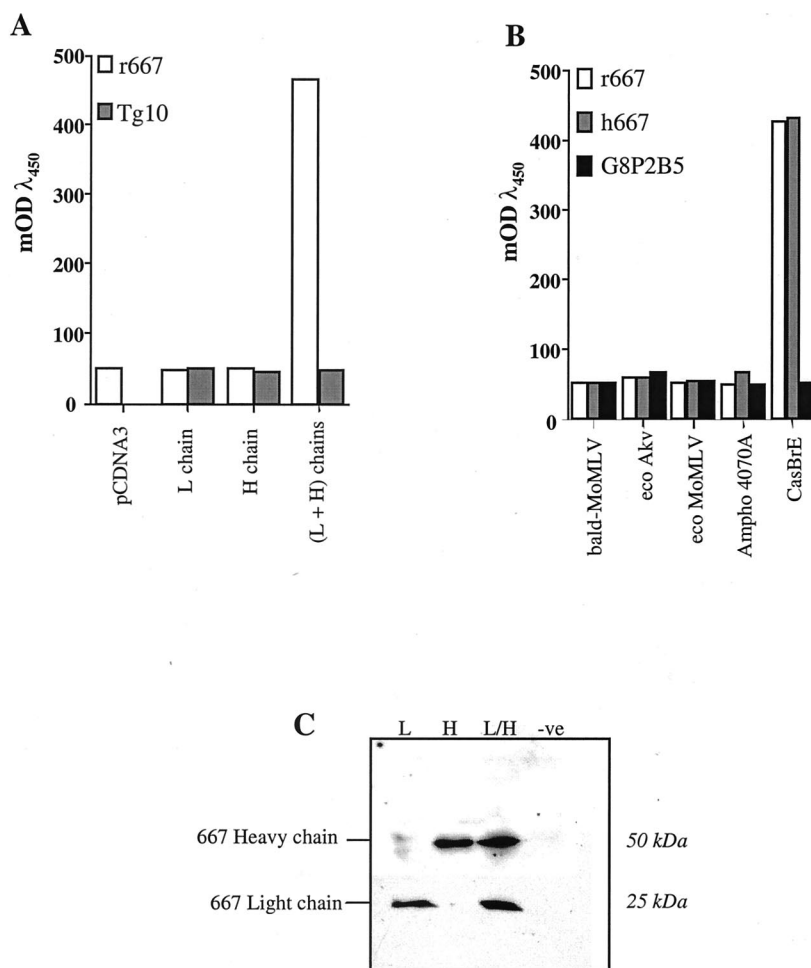 A
500
400
300
200
100
0
mOD λ450
r667
Tg10
pCDNA3
L chain
H chain
(L + H) chains
B
500
400
300
200
100
0
mOD λ450
r667
h667
G8P2B5
bald-MoMLV
eco Akv
eco MoMLV
Ampho 4070A
CasBrE
C
L H L/H -ve
667 Heavy chain 50 kDa
667 Light chain 25 kDa